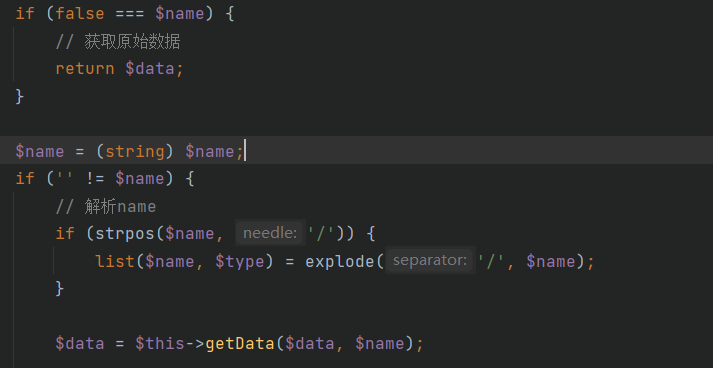 if (false === $name) {
// 获取原始数据
return $data;
}
$name = (string) $name;
if ('' != $name) {
// 解析name
if (strpos($name, needle: '/')) {
list($name, $type) = explode( separator: '/', $name);
}
$data = $this->getData($data, $name);